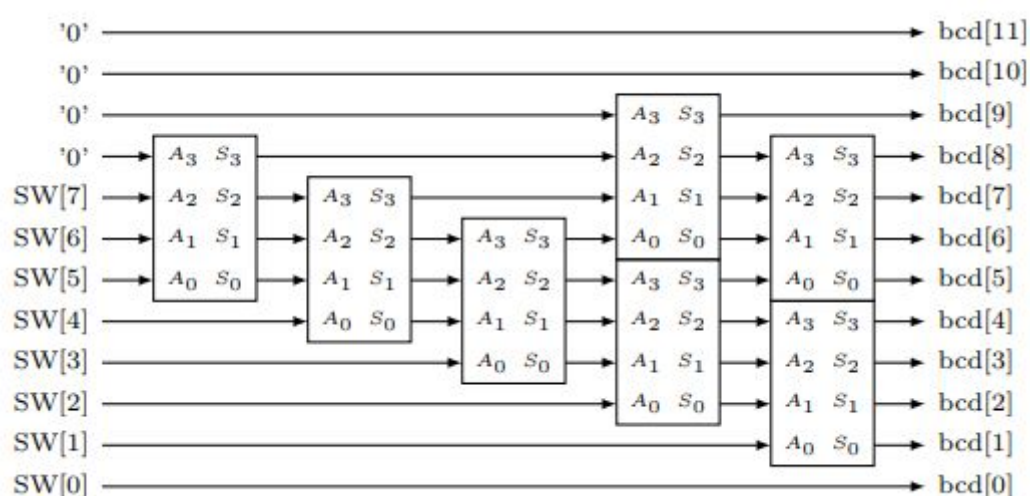 '0' bcd[11]
'0' bcd[10]
'0' A₃ S₃ bcd[9]
'0' A₃ S₃ A₂ S₂ A₃ S₃ bcd[8]
SW[7] A₂ S₂ A₃ S₃ A₁ S₁ A₂ S₂ bcd[7]
SW[6] A₁ S₁ A₂ S₂ A₃ S₃ A₀ S₀ A₁ S₁ bcd[6]
SW[5] A₀ S₀ A₁ S₁ A₂ S₂ A₃ S₃ A₀ S₀ bcd[5]
SW[4] A₀ S₀ A₁ S₁ A₂ S₂ A₃ S₃ bcd[4]
SW[3] A₀ S₀ A₁ S₁ A₂ S₂ bcd[3]
SW[2] A₀ S₀ A₁ S₁ bcd[2]
SW[1] A₀ S₀ bcd[1]
SW[0] bcd[0]